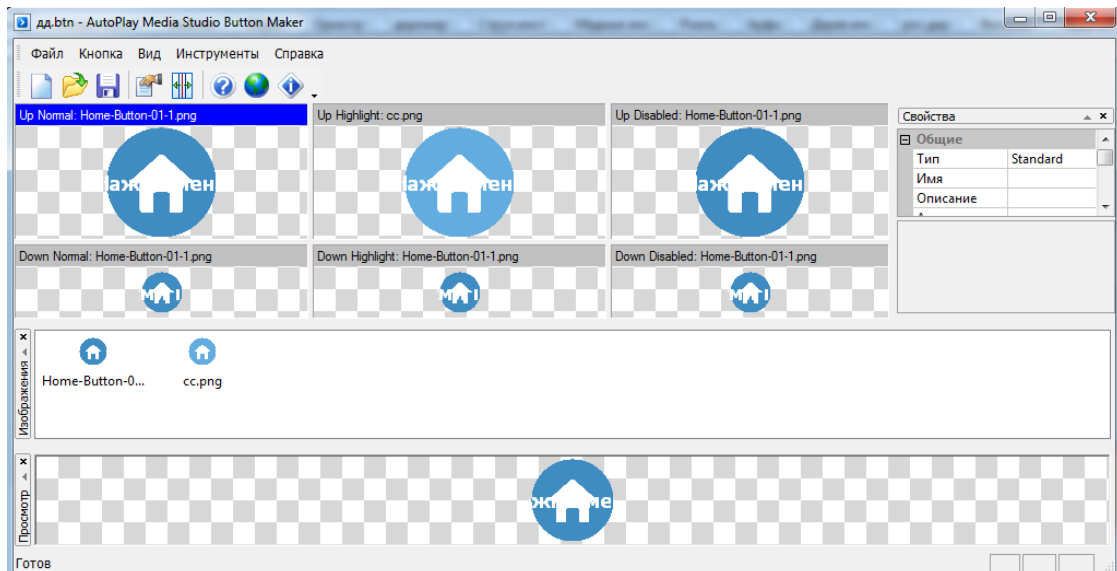 дд.btn - AutoPlay Media Studio Button Maker
Файл Кнопка Вид Инструменты Справка
Up Normal: Home-Button-01-1.png
Up Highlight: cc.png
Up Disabled: Home-Button-01-1.png
Свойства
Общие
Тип Standard
Имя
Описание
Down Normal: Home-Button-01-1.png
Down Highlight: Home-Button-01-1.png
Down Disabled: Home-Button-01-1.png
Изображения
Home-Button-0...
cc.png
Просмотр
Готов